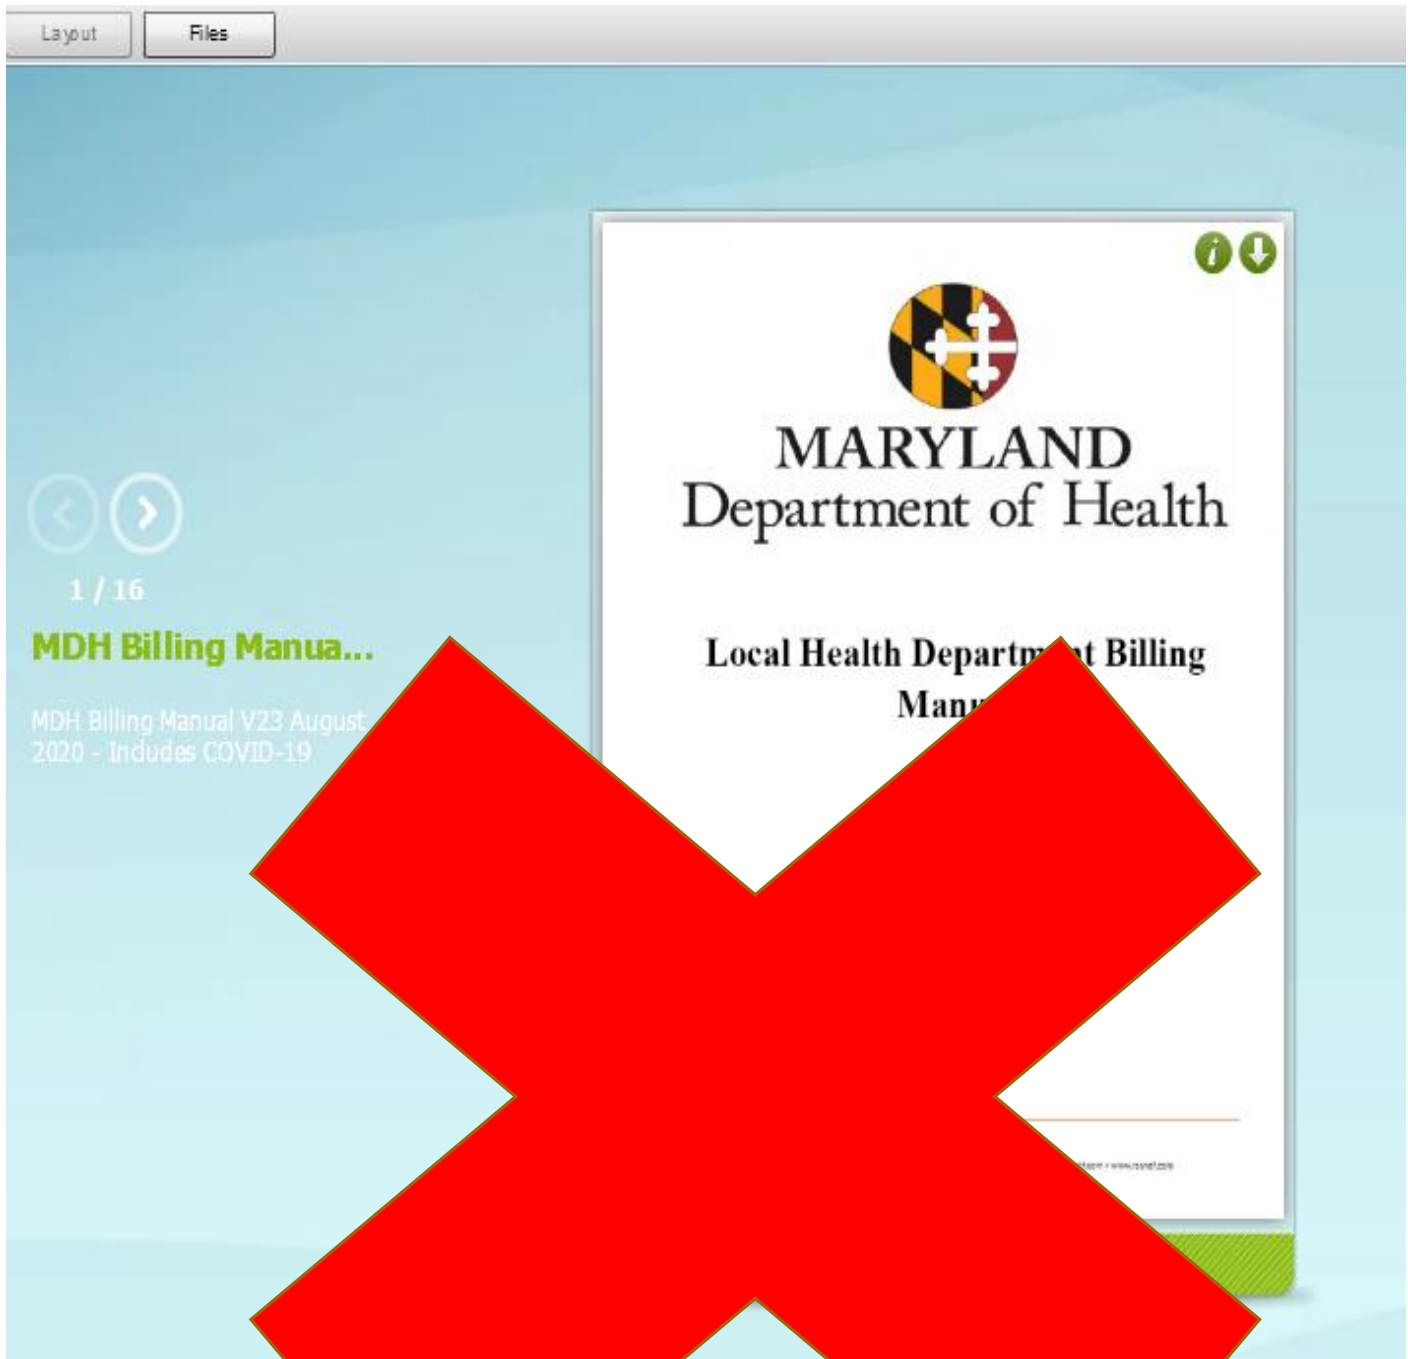 Layout
Files
MARYLAND
Department of Health
1 / 16
MDH Billing Manua...
MDH Billing Manual V23 August
2020 - Includes COVID-19
Local Health Department Billing
Manu